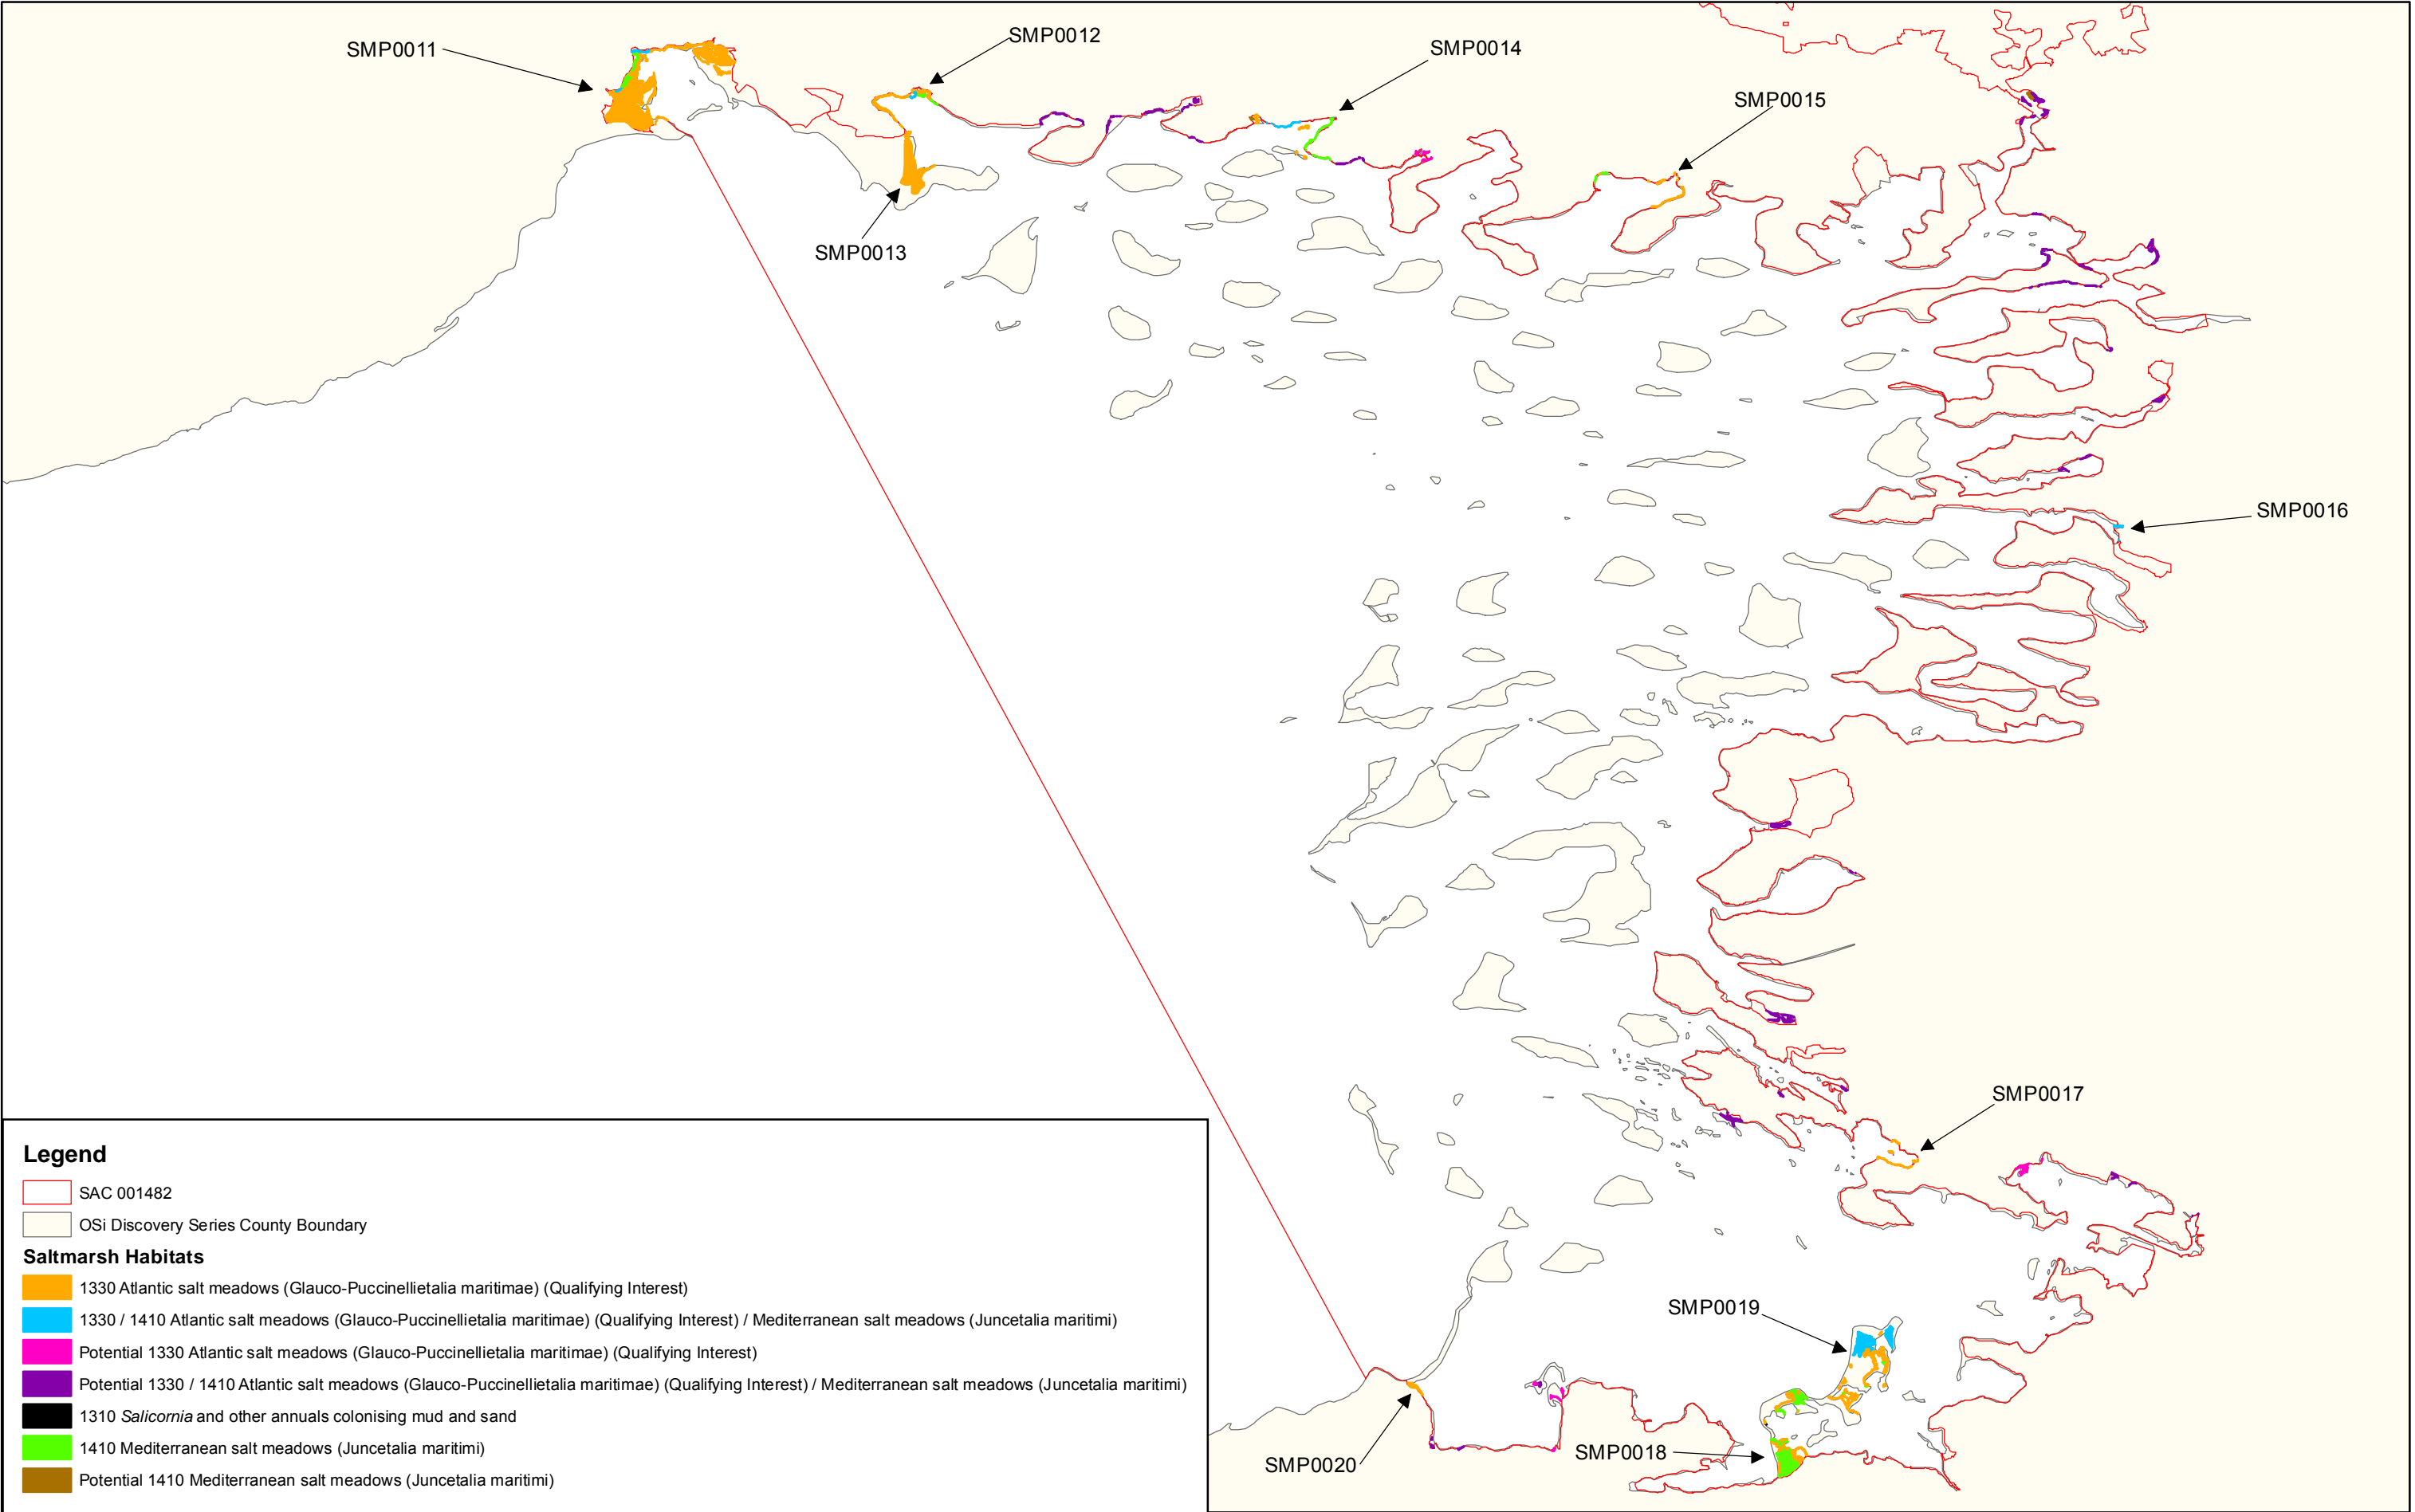 SMP0011
SMP0012
SMP0014
SMP0015
SMP0013
SMP0016
SMP0017
SMP0019
SMP0018
SMP0020
Legend
SAC 001482
OSi Discovery Series County Boundary
Saltmarsh Habitats
1330 Atlantic salt meadows (Glauco-Puccinellietalia maritimae) (Qualifying Interest)
1330 / 1410 Atlantic salt meadows (Glauco-Puccinellietalia maritimae) (Qualifying Interest) / Mediterranean salt meadows (Juncetalia maritimi)
Potential 1330 Atlantic salt meadows (Glauco-Puccinellietalia maritimae) (Qualifying Interest)
Potential 1330 / 1410 Atlantic salt meadows (Glauco-Puccinellietalia maritimae) (Qualifying Interest) / Mediterranean salt meadows (Juncetalia maritimi)
1310 Salicornia and other annuals colonising mud and sand
1410 Mediterranean salt meadows (Juncetalia maritimi)
Potential 1410 Mediterranean salt meadows (Juncetalia maritimi)